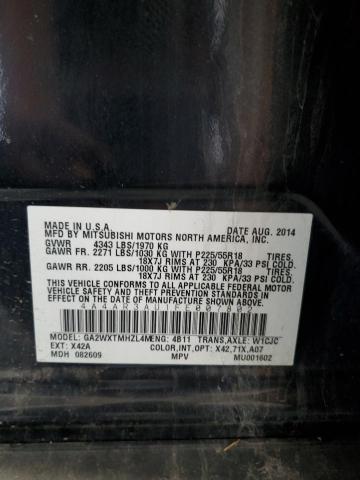 MADE IN U.S.A. DATE AUG. 2014
MFD BY MITSUBISHI MOTORS NORTH AMERICA, INC.
GVWR 4343 LBS/1970 KG
GAWR FR. 2271 LBS/1030 KG WITH P225/55R18 TIRES,
18X7J RIMS AT 230 KPA/33 PSI COLD.
GAWR RR. 2205 LBS/1000 KG WITH P225/55R18 TIRES,
18X7J RIMS AT 230 KPA/33 PSI COLD.
THIS VEHICLE CONFORMS TO ALL APPLICABLE FEDERAL MOTOR
VEHICLE SAFETY AND THEFT PREVENTION STANDARDS IN
EFFECT ON THE DATE OF MANUFACTURE SHOWN ABOVE.
4A4AR3AU1FE007802
MODEL: GA2WXTMHZL4M ENG: 4B11 TRANS,AXLE: W1CJC
EXT: X42A COLOR,INT,OPT: X42,71X,A07
MDH 082609 MPV MU001602